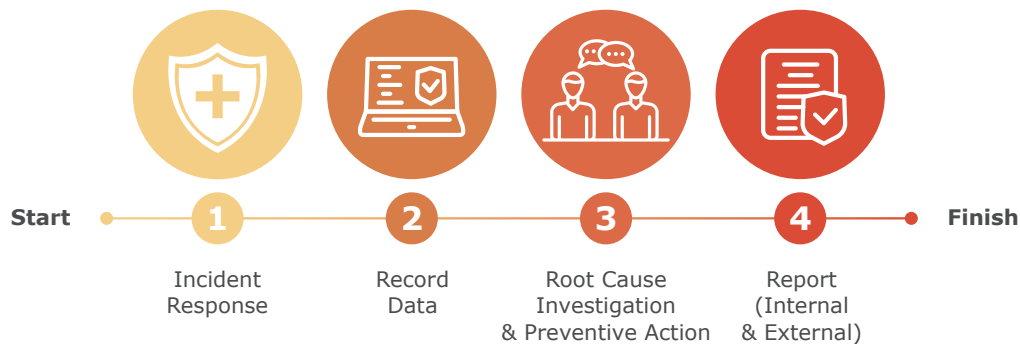 Start
1
2
3
4
Finish
Incident
Response
Record
Data
Root Cause
Investigation
& Preventive Action
Report
(Internal
& External)